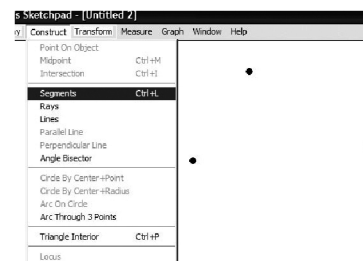 s Sketchpad - [Untitled 2]
y Construct Transform Measure Graph Window Help
Point On Object
Midpoint Ctrl+M
Intersection Ctrl+I
Segments Ctrl+L
Rays
Lines
Parallel Line
Perpendicular Line
Angle Bisector
Circle By Center+Point
Circle By Center+Radius
Arc On Circle
Arc Through 3 Points
Triangle Interior Ctrl+P
Locus